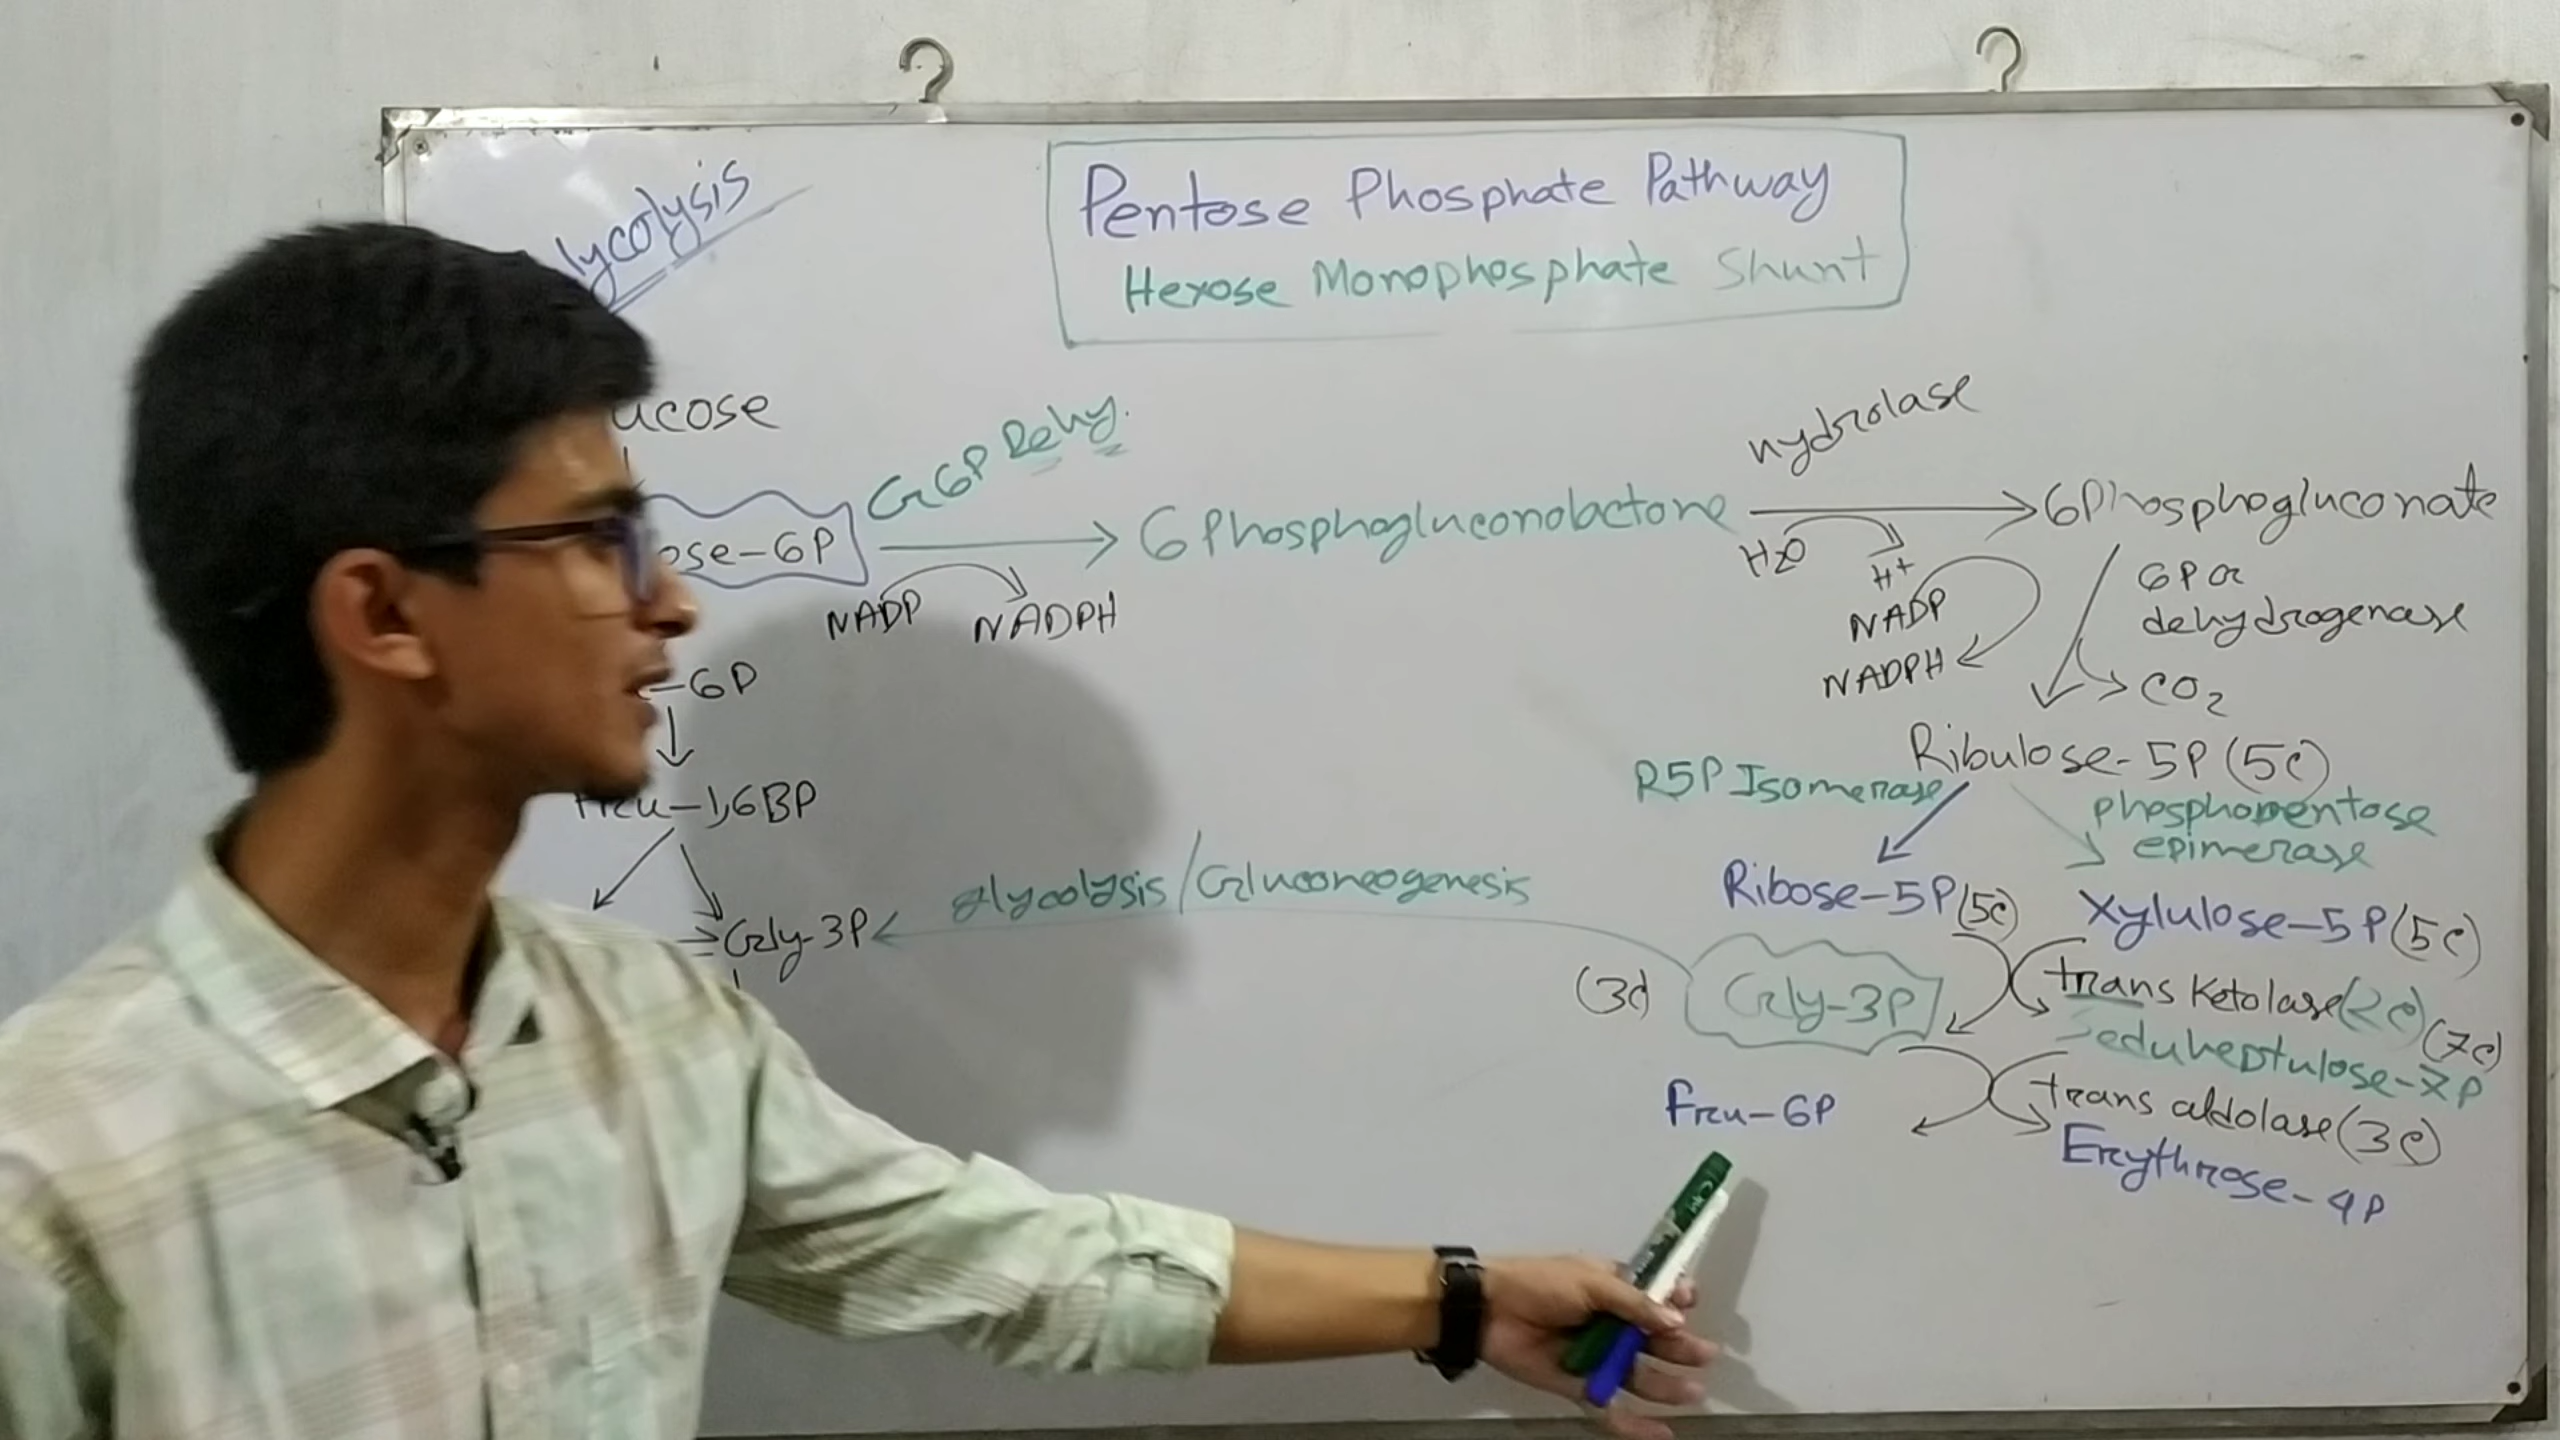 lycolysis
Pentose Phosphate Pathway
Hexose Monophosphate Shunt
ucose
G6P Dehy.
hydrolase
ose-6P
6 Phosphogluconolactone
6Phosphogluconate
NADP
NADPH
H2O
H+
NADP
NADPH
6PG
dehydrogenase
CO2
-6P
Ribulose-5P (5C)
R5P Isomerase
phosphopentose
epimerase
Fru-1,6BP
glycolysis/Gluconeogenesis
Ribose-5P (5C)
Xylulose-5P (5C)
Gly-3P
(3C)
Gly-3P
trans Ketolase (2C)
Seduheptulose-7P
(7C)
Fru-6P
trans aldolase (3C)
Erythrose-4P